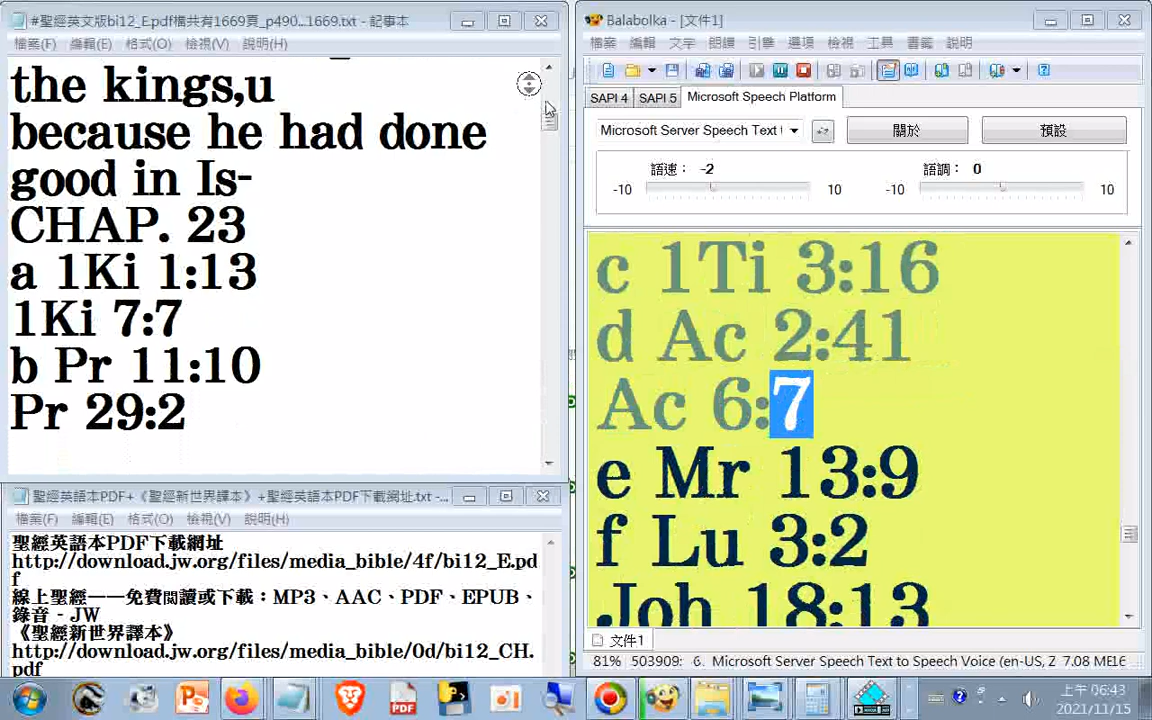 #聖經英文版bi12_E.pdf檔共有1669頁_p490...1669.txt - 記事本
檔案(F) 編輯(E) 格式(O) 檢視(V) 說明(H)
the kings,u
because he had done
good in Is-
CHAP. 23
a 1Ki 1:13
1Ki 7:7
b Pr 11:10
Pr 29:2
聖經英語本PDF+《聖經新世界譯本》+聖經英語本PDF下載網址.txt -...
檔案(F) 編輯(E) 格式(O) 檢視(V) 說明(H)
聖經英語本PDF下載網址
http://download.jw.org/files/media_bible/4f/bi12_E.pd
f
線上聖經——免費閱讀或下載：MP3、AAC、PDF、EPUB、
錄音 - JW
《聖經新世界譯本》
http://download.jw.org/files/media_bible/0d/bi12_CH.
pdf
Balabolka - [文件1]
檔案 編輯 文字 朗讀 引擎 選項 檢視 工具 書籤 說明
SAPI 4 SAPI 5 Microsoft Speech Platform
Microsoft Server Speech Text 關於 預設
語速： -2 語調： 0
-10 10 -10 10
c 1Ti 3:16
d Ac 2:41
Ac 6:7
e Mr 13:9
f Lu 3:2
Joh 18:13
文件1
81% 503909: 6. Microsoft Server Speech Text to Speech Voice (en-US, Z 7.08 ME16
PDF
上午 06:43
2021/11/15